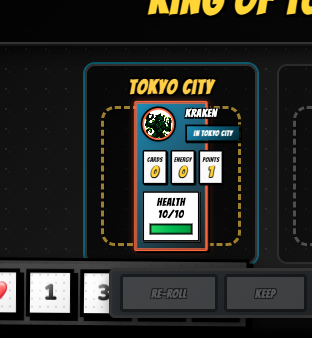 KING OF TO
TOKYO CITY
KRAKEN
IN TOKYO CITY
CARDS ENERGY POINTS
0 0 1
HEALTH
10/10
1 3 RE-ROLL KEEP